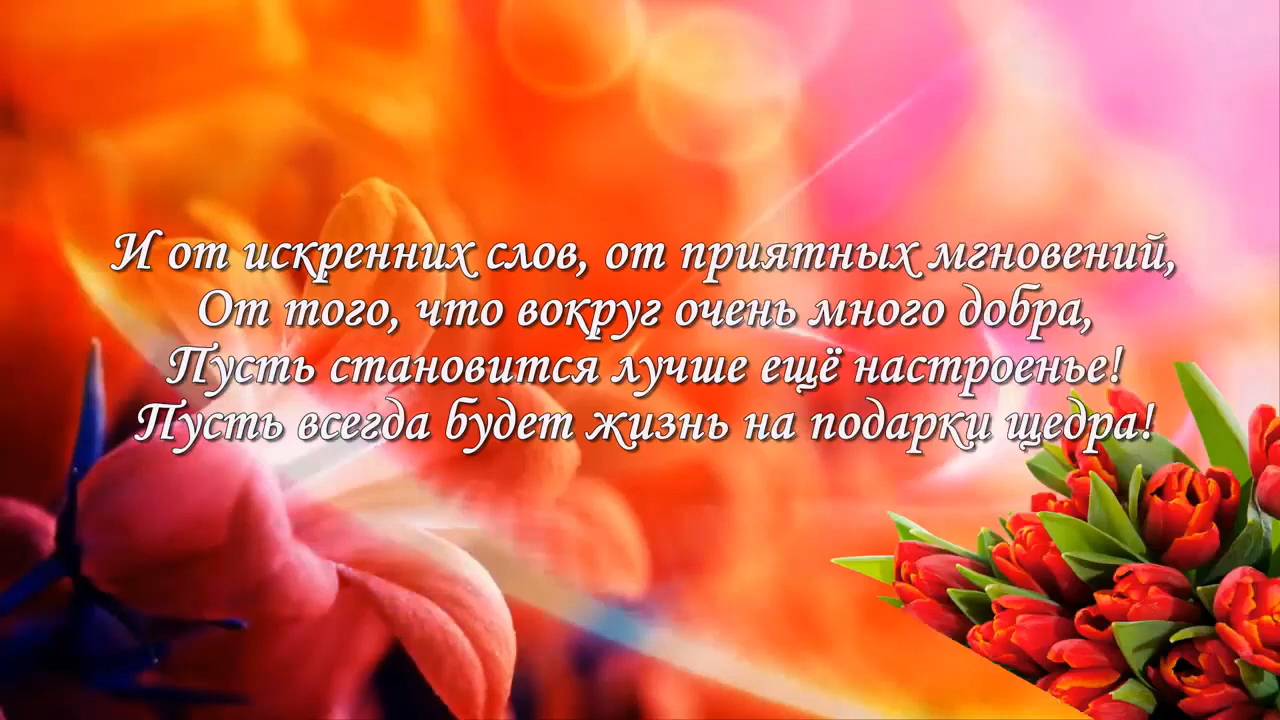 И от искренних слов, от приятных мгновений,
От того, что вокруг очень много добра,
Пусть становится лучше ещё настроенье!
Пусть всегда будет жизнь на подарки щедра!